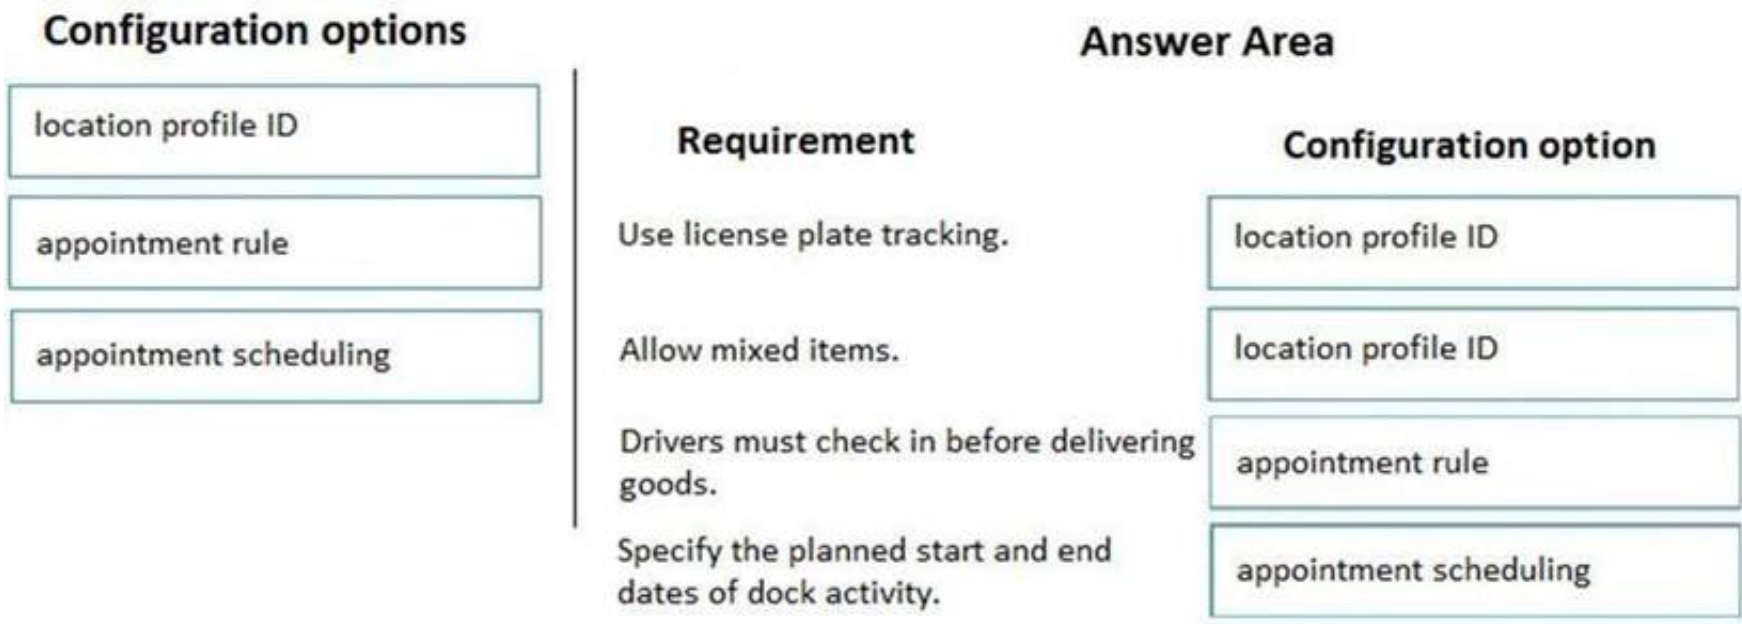 Configuration options
location profile ID
appointment rule
appointment scheduling
Answer Area
Requirement
Configuration option
Use license plate tracking.
location profile ID
Allow mixed items.
location profile ID
Drivers must check in before delivering
goods.
appointment rule
Specify the planned start and end
dates of dock activity.
appointment scheduling